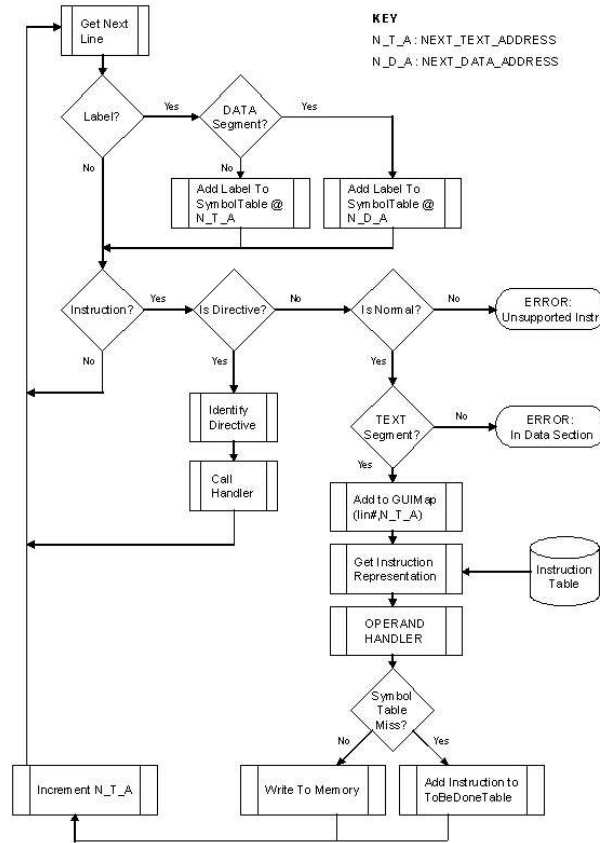 KEY
N_T_A : NEXT_TEXT_ADDRESS
N_D_A : NEXT_DATA_ADDRESS
Get Next
Line
Label?
Yes
DATA
Segment?
Yes
No
No
Add Label To
SymbolTable @
N_T_A
Add Label To
SymbolTable @
N_D_A
Instruction?
Yes
Is Directive?
No
Is Normal?
No
ERROR:
Unsupported Instr
No
Yes
Yes
Identify
Directive
TEXT
Segment?
No
ERROR:
In Data Section
Yes
Call
Handler
Add to GUIMap
(lin#,N_T_A)
Get Instruction
Representation
Instruction
Table
OPERAND
HANDLER
Symbol
Table
Miss?
No
Yes
Increment N_T_A
Write To Memory
Add Instruction to
ToBeDoneTable